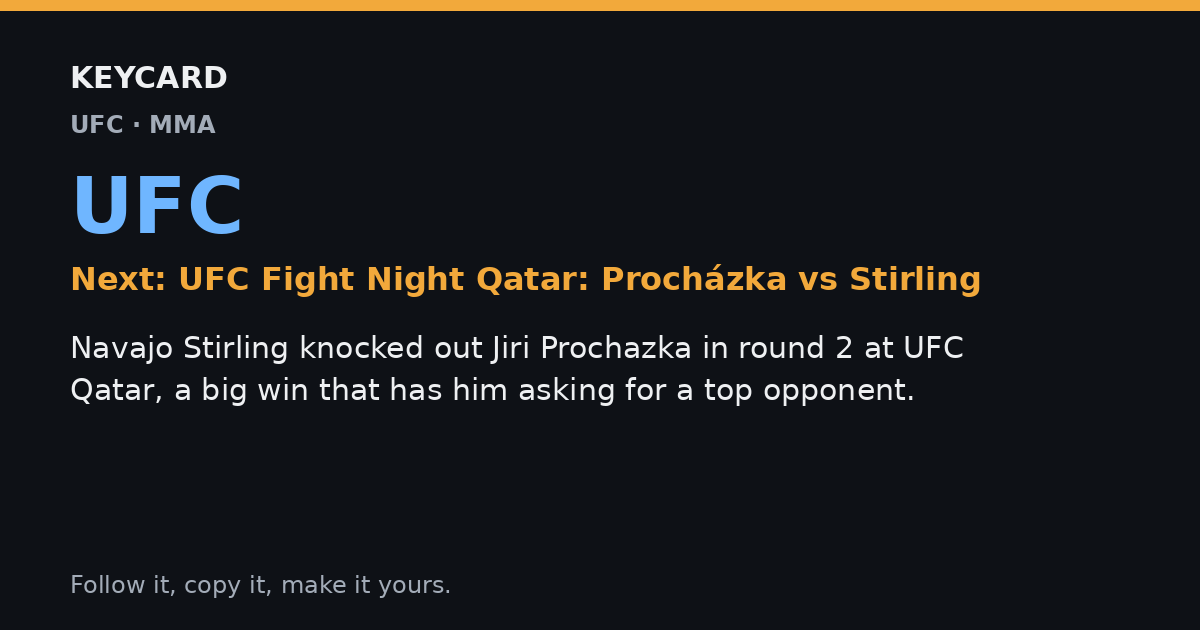 KEYCARD
UFC · MMA
UFC
Next: UFC Fight Night Qatar: Procházka vs Stirling
Navajo Stirling knocked out Jiri Prochazka in round 2 at UFC
Qatar, a big win that has him asking for a top opponent.
Follow it, copy it, make it yours.